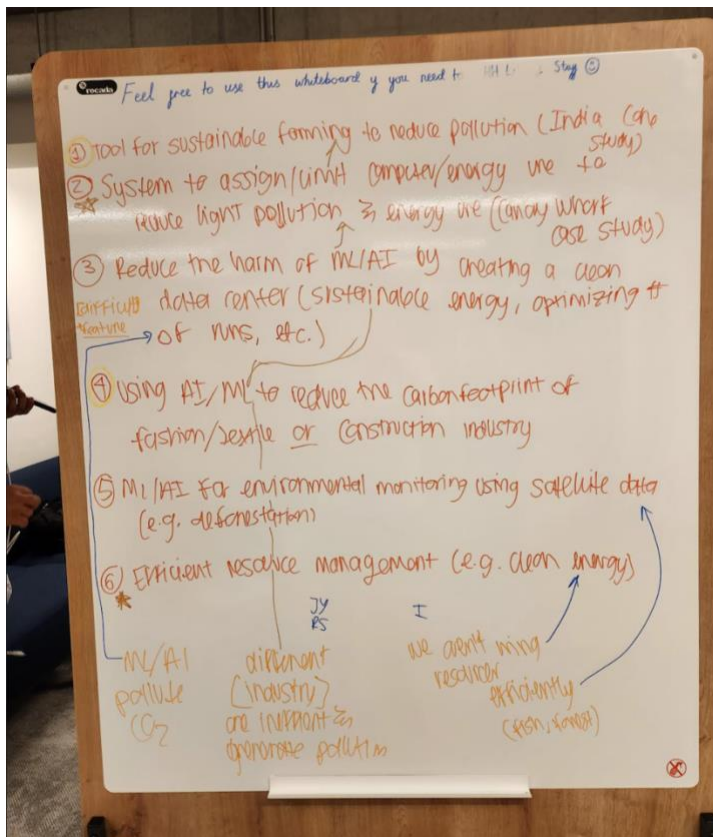 rocada
Feel free to use this whiteboard if you need to Stay
① Tool for sustainable farming to reduce pollution (India Case
study)
② System to assign/limit computer/energy use to
reduce light pollution & energy use (Canary Wharf
case study)
③ Reduce the harm of ML/AI by creating a clean
data center (sustainable energy, optimizing #
of runs, etc.)
difficult
feature
④ Using AI/ML to reduce the carbon footprint of
fashion/textile or construction industry
⑤ ML/AI for environmental monitoring using satellite data
(e.g. deforestation)
⑥ Efficient resource management (e.g. clean energy)
JY
I
ML/AI
pollute
CO2
different
(industry)
are inefficient &
generate pollution
we aren't using
resources
efficiently
(fish, forest)